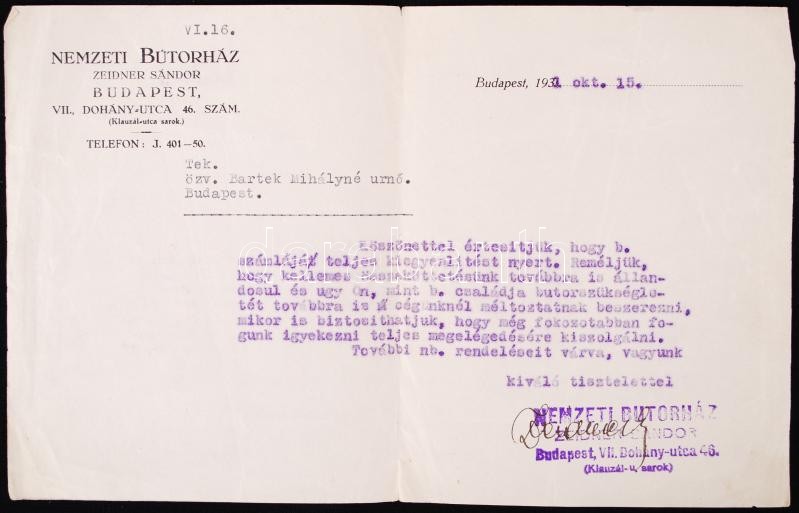 VI.16.
NEMZETI BÚTORHÁZ
ZEIDNER SÁNDOR
BUDAPEST,
VII., DOHÁNY-UTCA 46. SZÁM.
(Klauzál-utca sarok.)
TELEFON: J. 401—50.
Budapest, 1931 okt. 15.
Tek.
özv. Bartek Mihályné urnő.
Budapest.
Köszönettel értesitjük, hogy b.
számlája teljes kiegyenlitést nyert. Reméljük,
hogy kellemes összeköttetésünk továbbra is állan-
dosul és ugy Ön, mint b. családja butorszükségle-
tét továbbra is cégünknél méltoztatnak beszerezni,
mikor is biztosithatjuk, hogy még fokozotabban fo-
gunk igyekezni teljes megelégedésére kiszolgálni.
További nb. rendeléseit várva, vagyunk
kiváló tisztelettel
NEMZETI BUTORHÁZ
ZEIDNER SÁNDOR
Budapest, VII. Dohány-utca 46.
(Klauzál-u. sarok)